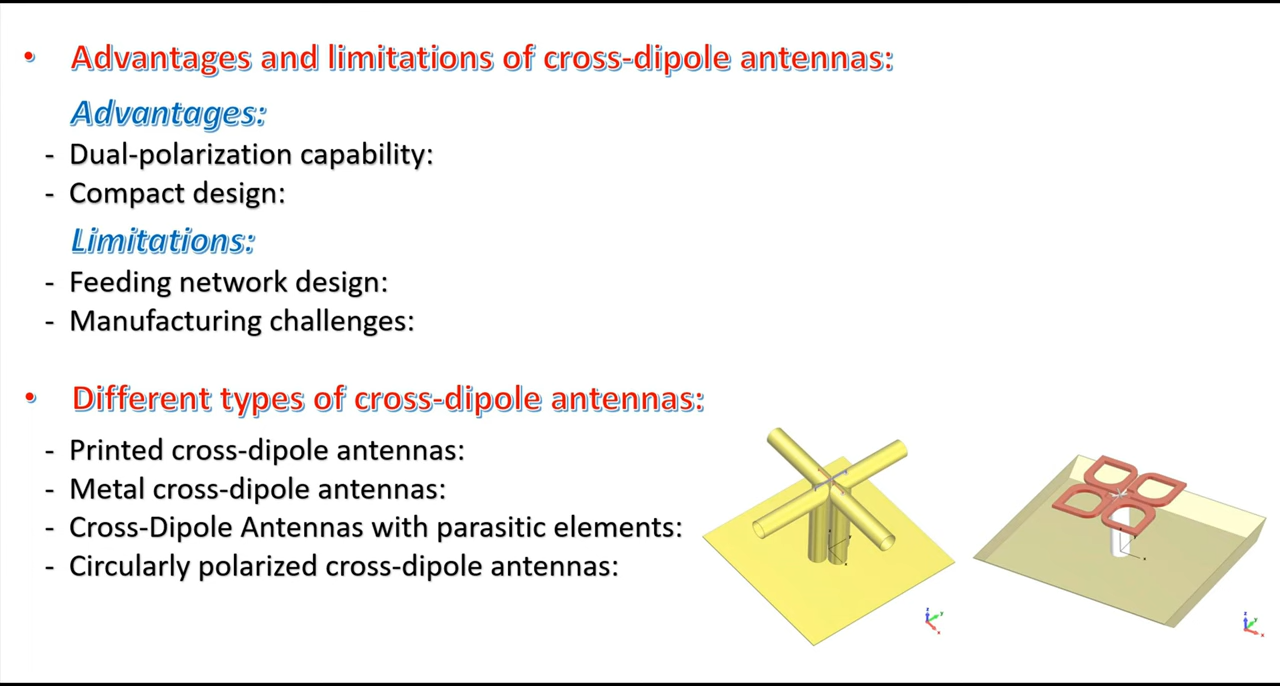 • Advantages and limitations of cross-dipole antennas:
Advantages:
- Dual-polarization capability:
- Compact design:
Limitations:
- Feeding network design:
- Manufacturing challenges:
• Different types of cross-dipole antennas:
- Printed cross-dipole antennas:
- Metal cross-dipole antennas:
- Cross-Dipole Antennas with parasitic elements:
- Circularly polarized cross-dipole antennas: